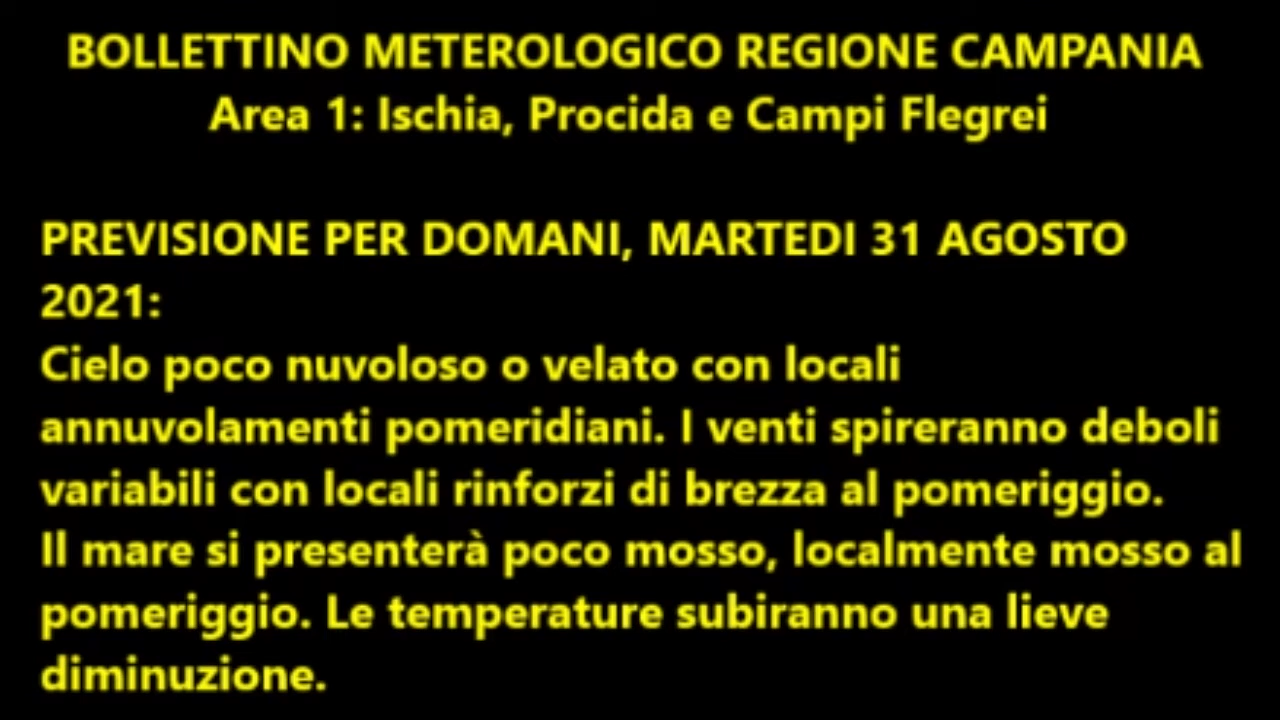 BOLLETTINO METEROLOGICO REGIONE CAMPANIA
Area 1: Ischia, Procida e Campi Flegrei
PREVISIONE PER DOMANI, MARTEDI 31 AGOSTO
2021:
Cielo poco nuvoloso o velato con locali
annuvolamenti pomeridiani. I venti spireranno deboli
variabili con locali rinforzi di brezza al pomeriggio.
Il mare si presenterà poco mosso, localmente mosso al
pomeriggio. Le temperature subiranno una lieve
diminuzione.